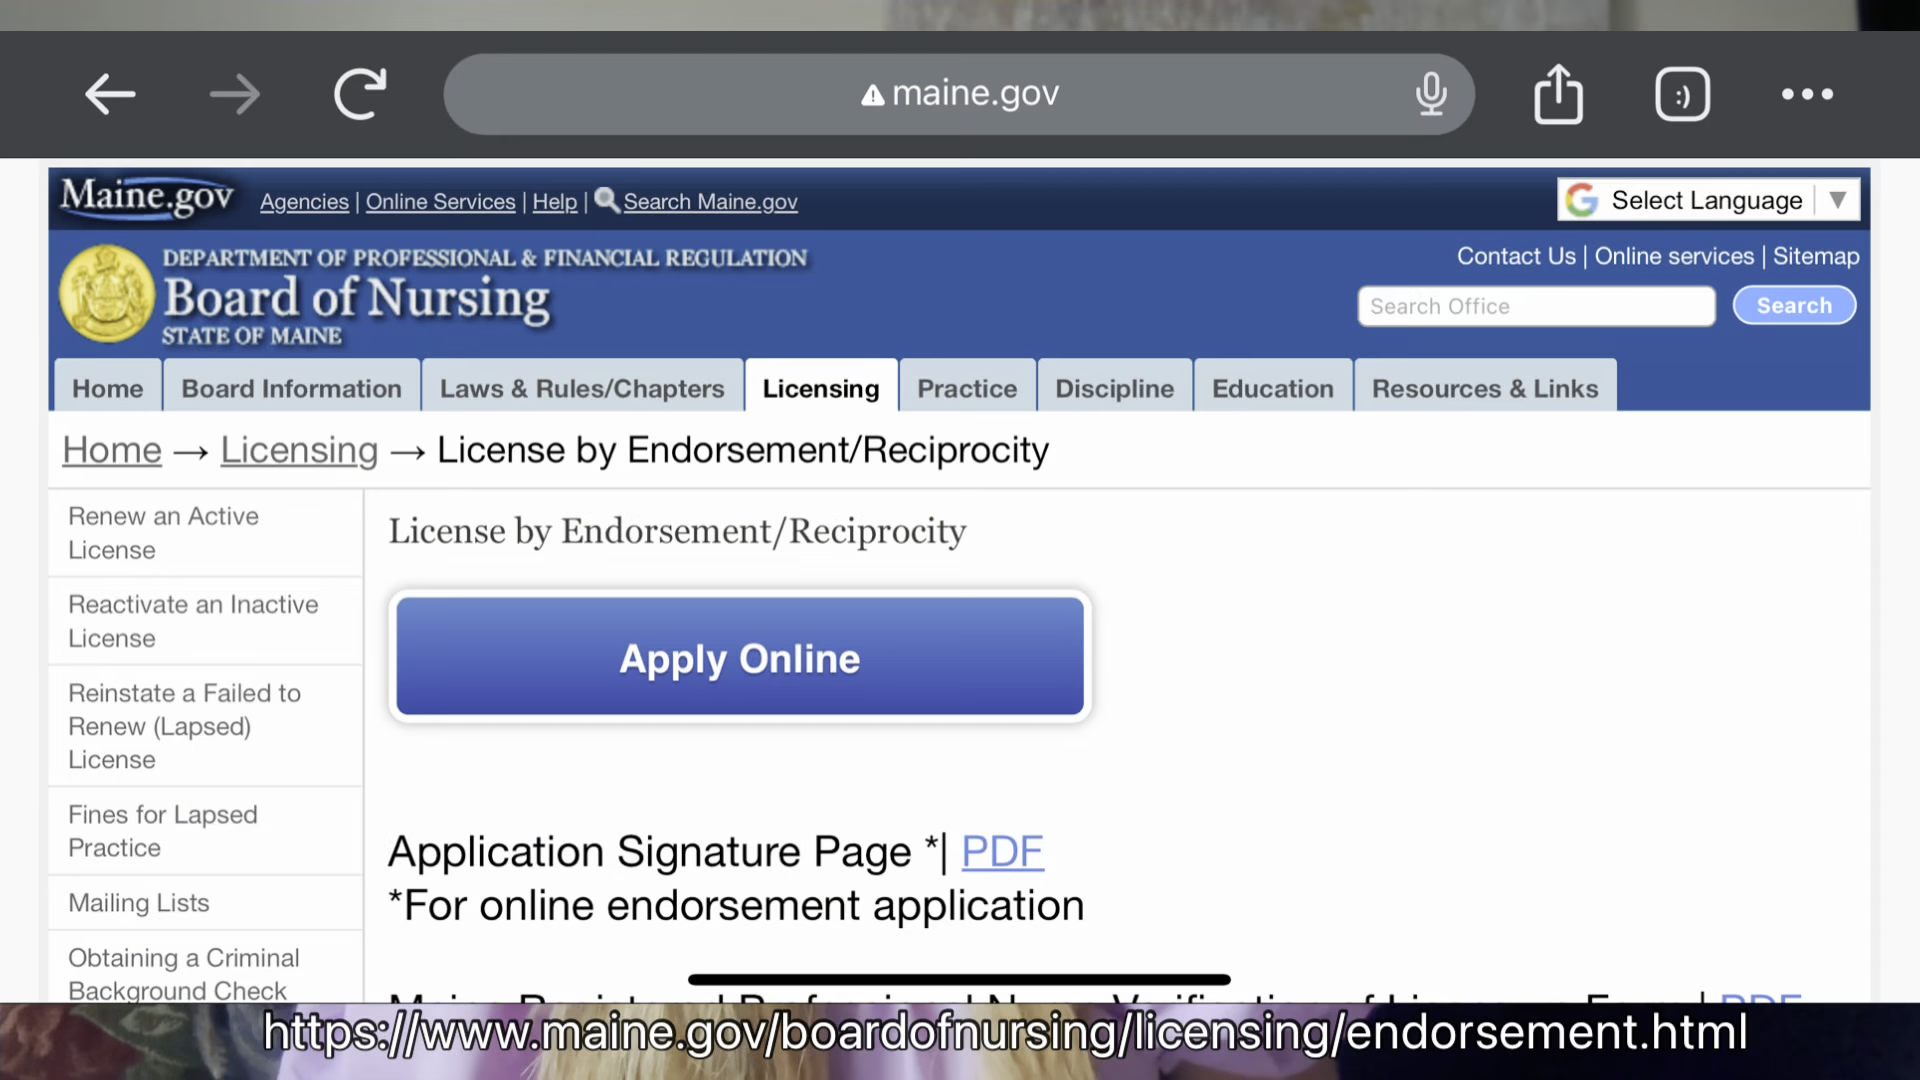 maine.gov
Maine.gov Agencies | Online Services | Help | Search Maine.gov
Select Language
DEPARTMENT OF PROFESSIONAL & FINANCIAL REGULATION
Board of Nursing
STATE OF MAINE
Contact Us | Online services | Sitemap
Search Office
Search
Home
Board Information
Laws & Rules/Chapters
Licensing
Practice
Discipline
Education
Resources & Links
Home → Licensing → License by Endorsement/Reciprocity
Renew an Active
License
Reactivate an Inactive
License
Reinstate a Failed to
Renew (Lapsed)
License
Fines for Lapsed
Practice
Mailing Lists
Obtaining a Criminal
Background Check
License by Endorsement/Reciprocity
Apply Online
Application Signature Page *| PDF
*For online endorsement application
https://www.maine.gov/boardofnursing/licensing/endorsement.html